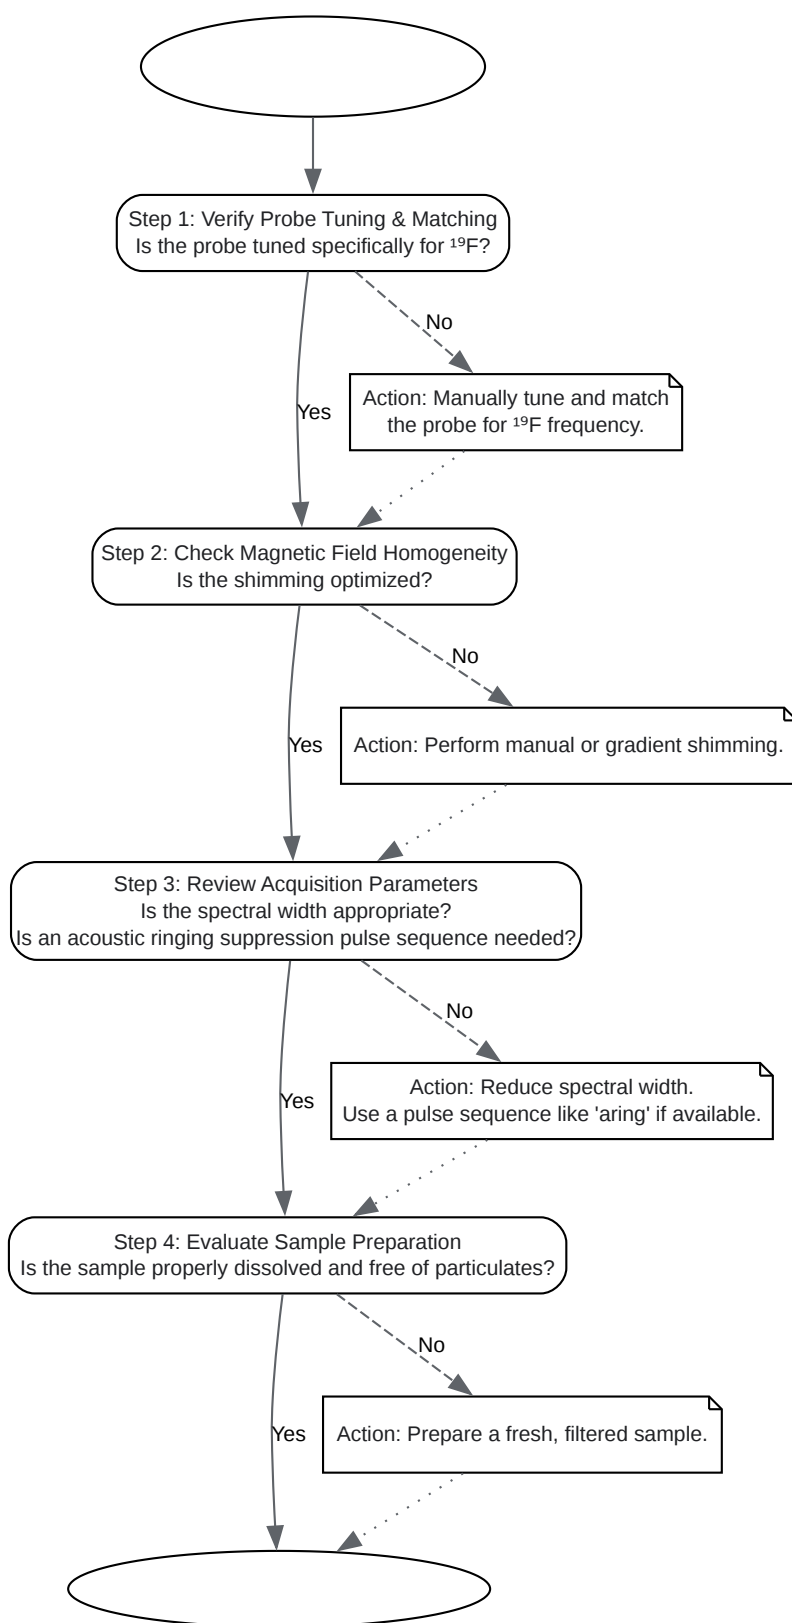 Step 1: Verify Probe Tuning & Matching
Is the probe tuned specifically for ¹⁹F?
No
Action: Manually tune and match
the probe for ¹⁹F frequency.
Yes
Step 2: Check Magnetic Field Homogeneity
Is the shimming optimized?
No
Action: Perform manual or gradient shimming.
Yes
Step 3: Review Acquisition Parameters
Is the spectral width appropriate?
Is an acoustic ringing suppression pulse sequence needed?
No
Action: Reduce spectral width.
Use a pulse sequence like 'aring' if available.
Yes
Step 4: Evaluate Sample Preparation
Is the sample properly dissolved and free of particulates?
No
Action: Prepare a fresh, filtered sample.
Yes